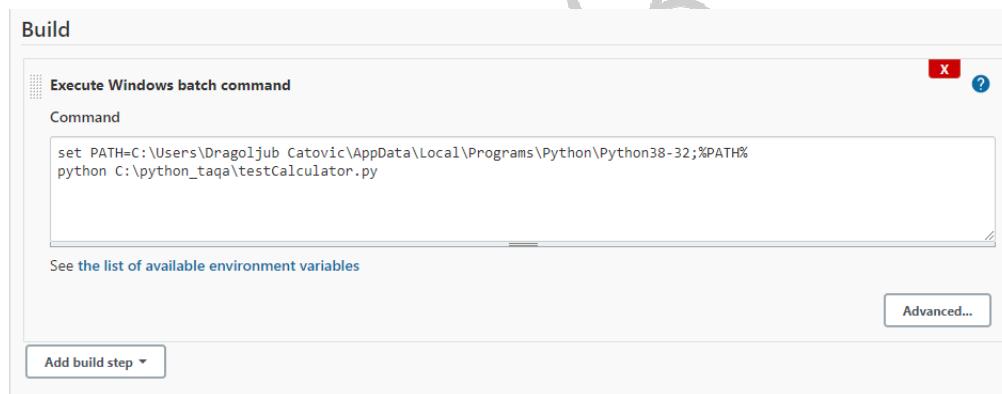 Build
X
?
Execute Windows batch command
Command
set PATH=C:\Users\Dragoljub Catovic\AppData\Local\Programs\Python\Python38-32;%PATH%
python C:\python_taqa\testCalculator.py
See the list of available environment variables
Advanced...
Add build step